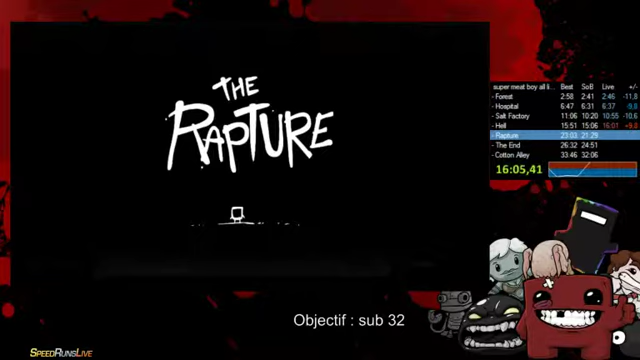 THE
RAPTURE
super meat boy all li... Best SoB Live +/-
- Forest 2:58 2:41 2:46 -11,8
- Hospital 6:47 6:31 6:37 -9,8
- Salt Factory 11:06 10:20 10:55 -10,6
- Hell 15:51 15:06 16:01 +9,8
- Rapture 23:03 21:29
- The End 26:32 24:51
- Cotton Alley 33:46 32:06
16:05,41
Objectif : sub 32
SPEEDRUNSLIVE